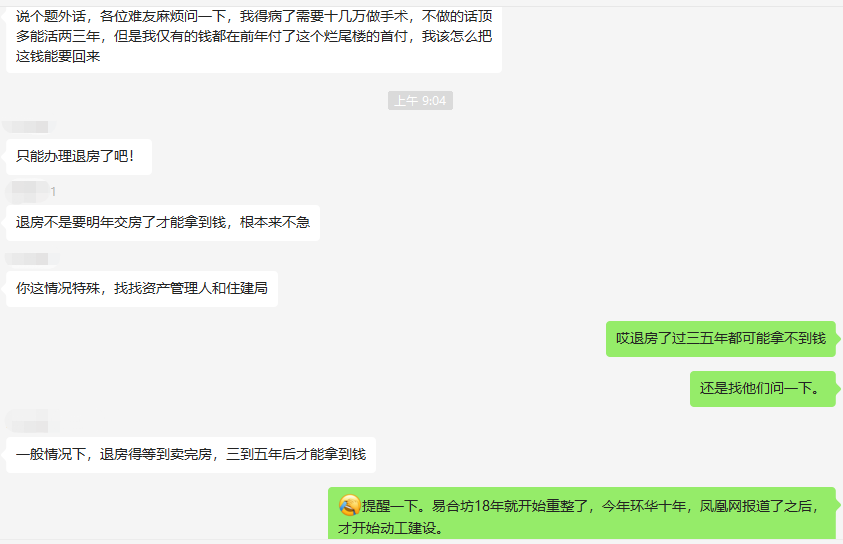 说个题外话，各位难友麻烦问一下，我得病了需要十几万做手术，不做的话顶
多能活两三年，但是我仅有的钱都在前年付了这个烂尾楼的首付，我该怎么把
这钱能要回来
上午 9:04
只能办理退房了吧！
1
退房不是要明年交房了才能拿到钱，根本来不急
你这情况特殊，找找资产管理人和住建局
哎退房了过三五年都可能拿不到钱
还是找他们问一下。
一般情况下，退房得等到卖完房，三到五年后才能拿到钱
提醒一下。易合坊18年就开始重整了，今年环华十年，凤凰网报道了之后，
才开始动工建设。